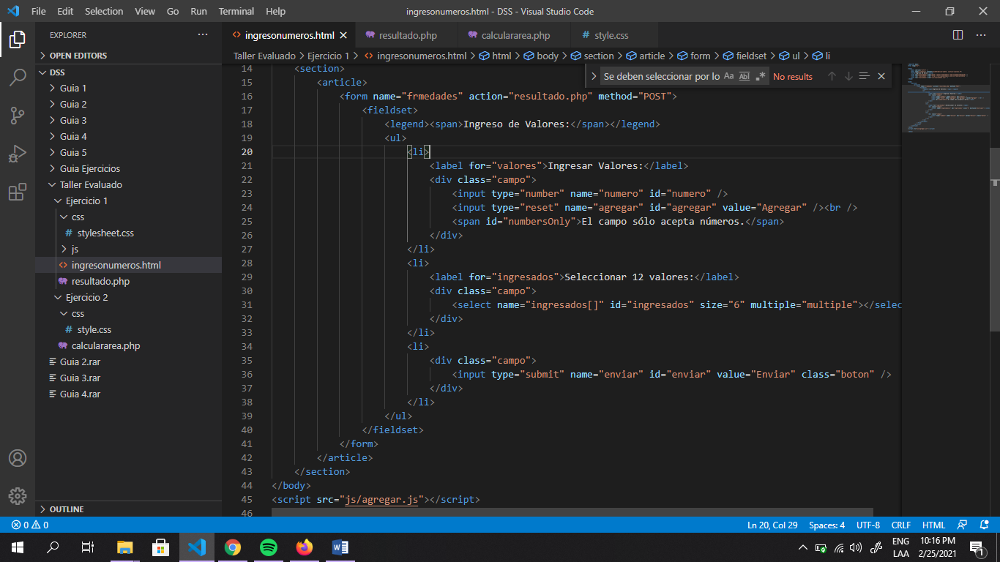 File Edit Selection View Go Run Terminal Help
ingresonumeros.html - DSS - Visual Studio Code
EXPLORER
OPEN EDITORS
DSS
Guia 1
Guia 2
Guia 3
Guia 4
Guia 5
Guia Ejercicios
Taller Evaluado
Ejercicio 1
css
# stylesheet.css
js
<> ingresonumeros.html
resultado.php
Ejercicio 2
css
# style.css
calculararea.php
Guia 2.rar
Guia 3.rar
Guia 4.rar
OUTLINE
<> ingresonumeros.html resultado.php calculararea.php # style.css
Taller Evaluado > Ejercicio 1 > <> ingresonumeros.html > html > body > section > article > form > fieldset > ul > li
Se deben seleccionar por lo Aa Abl .* No results
14 <section>
15 <article>
16 <form name="frmedades" action="resultado.php" method="POST">
17 <fieldset>
18 <legend><span>Ingreso de Valores:</span></legend>
19 <ul>
20 <li>
21 <label for="valores">Ingresar Valores:</label>
22 <div class="campo">
23 <input type="number" name="numero" id="numero" />
24 <input type="reset" name="agregar" id="agregar" value="Agregar" /><br />
25 <span id="numbersOnly">El campo sólo acepta números.</span>
26 </div>
27 </li>
28 <li>
29 <label for="ingresados">Seleccionar 12 valores:</label>
30 <div class="campo">
31 <select name="ingresados[]" id="ingresados" size="6" multiple="multiple"></selec
32 </div>
33 </li>
34 <li>
35 <div class="campo">
36 <input type="submit" name="enviar" id="enviar" value="Enviar" class="boton" />
37 </div>
38 </li>
39 </ul>
40 </fieldset>
41 </form>
42 </article>
43 </section>
44 </body>
45 <script src="js/agregar.js"></script>
46
0 0
Ln 20, Col 29 Spaces: 4 UTF-8 CRLF HTML
ENG
LAA
10:16 PM
2/25/2021
1